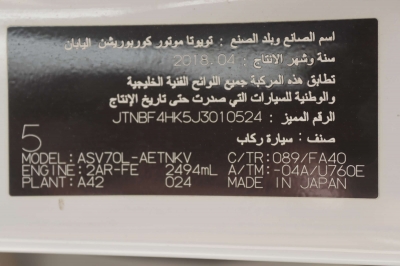 اسم الصانع وبلد الصنع : تويوتا موتور كوربوريشن اليابان
سنة وشهر الإنتاج : 2018.04
تطابق هذه المركبة جميع اللوائح الفنية الخليجية
والوطنية للسيارات التي صدرت حتى تاريخ الإنتاج
الرقم المميز : JTNBF4HK5J3010524
صنف : سيارة ركاب
5
MODEL: ASV70L-AETNKV C/TR: 089/FA40
ENGINE: 2AR-FE 2494mL A/TM: -04A/U760E
PLANT: A42 024 MADE IN JAPAN